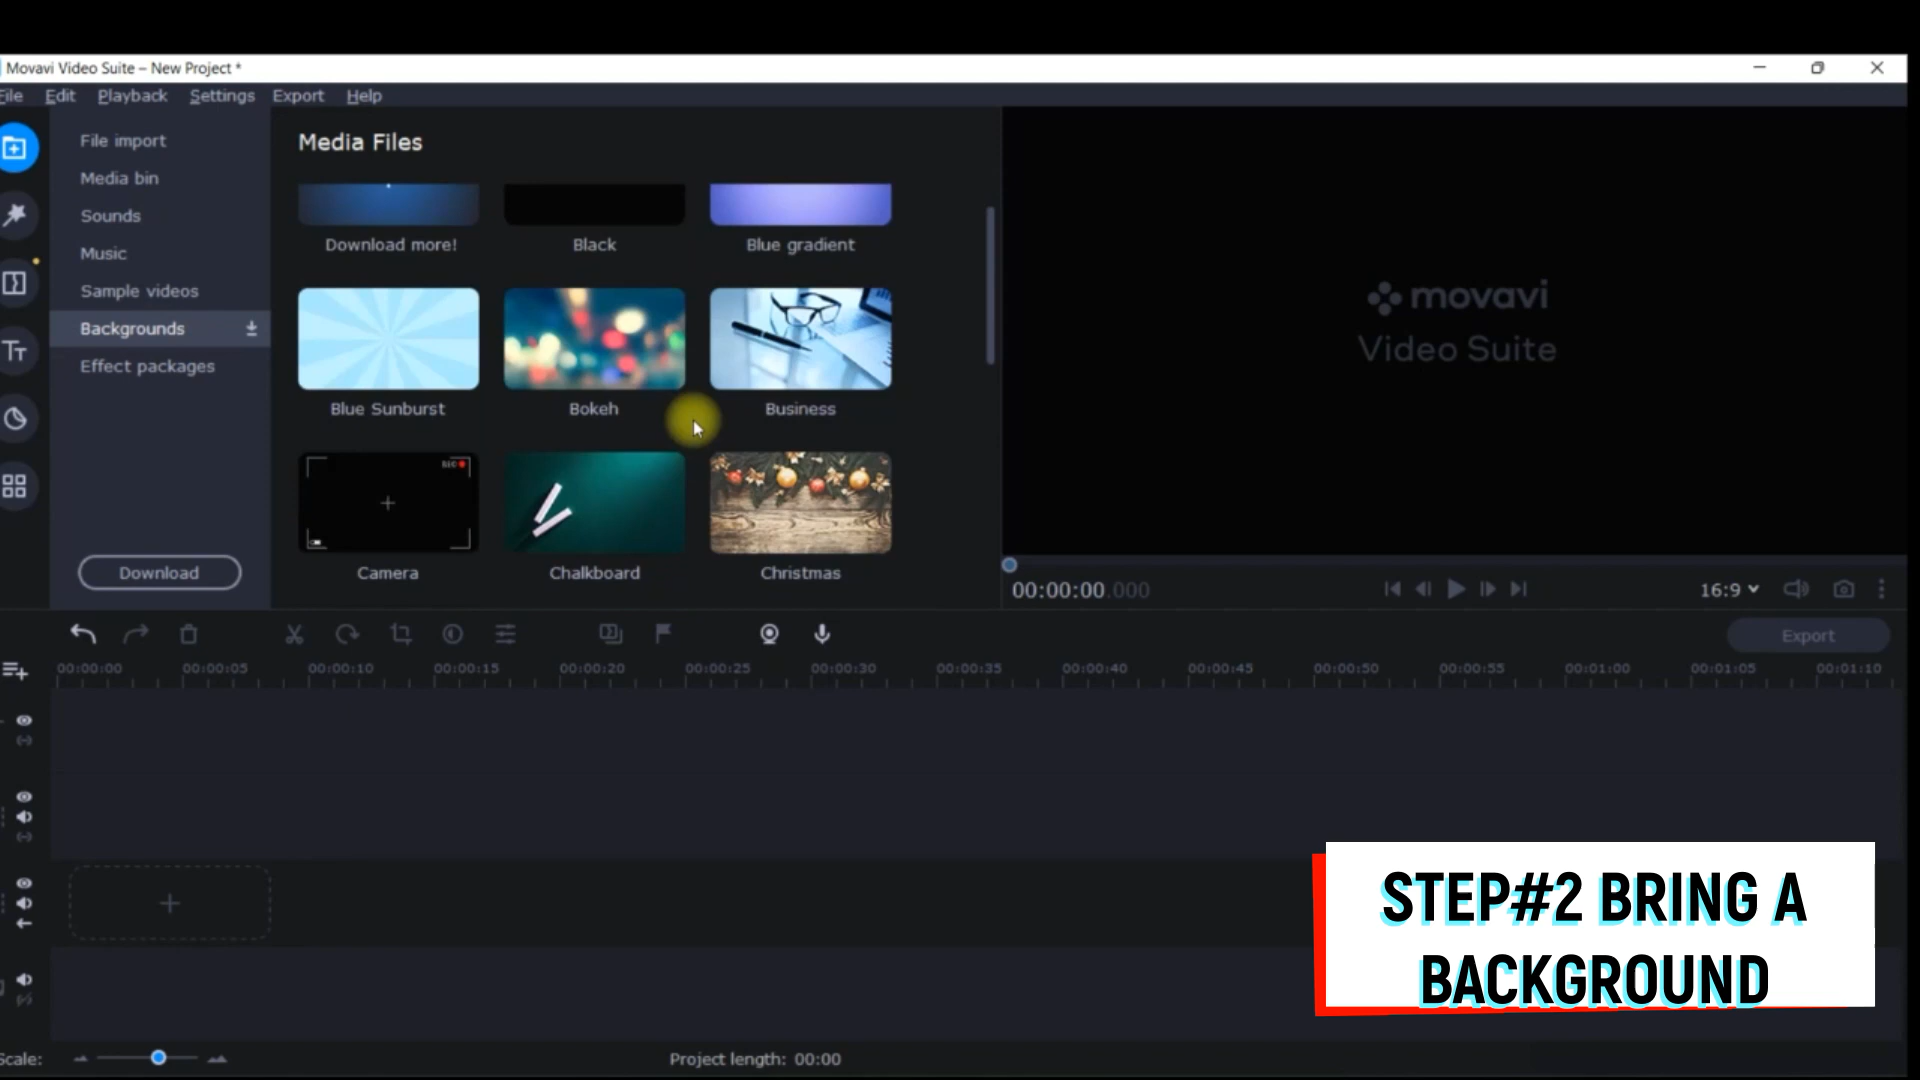 Movavi Video Suite – New Project *
File Edit Playback Settings Export Help
File import
Media bin
Sounds
Music
Sample videos
Backgrounds
Effect packages
Download
Media Files
Download more!
Black
Blue gradient
Blue Sunburst
Bokeh
Business
REC
Camera
Chalkboard
Christmas
movavi
Video Suite
00:00:00.000
16:9
Export
00:00:00 00:00:05 00:00:10 00:00:15 00:00:20 00:00:25 00:00:30 00:00:35 00:00:40 00:00:45 00:00:50 00:00:55 00:01:00 00:01:05 00:01:10
STEP#2 BRING A
BACKGROUND
Scale:
Project length: 00:00